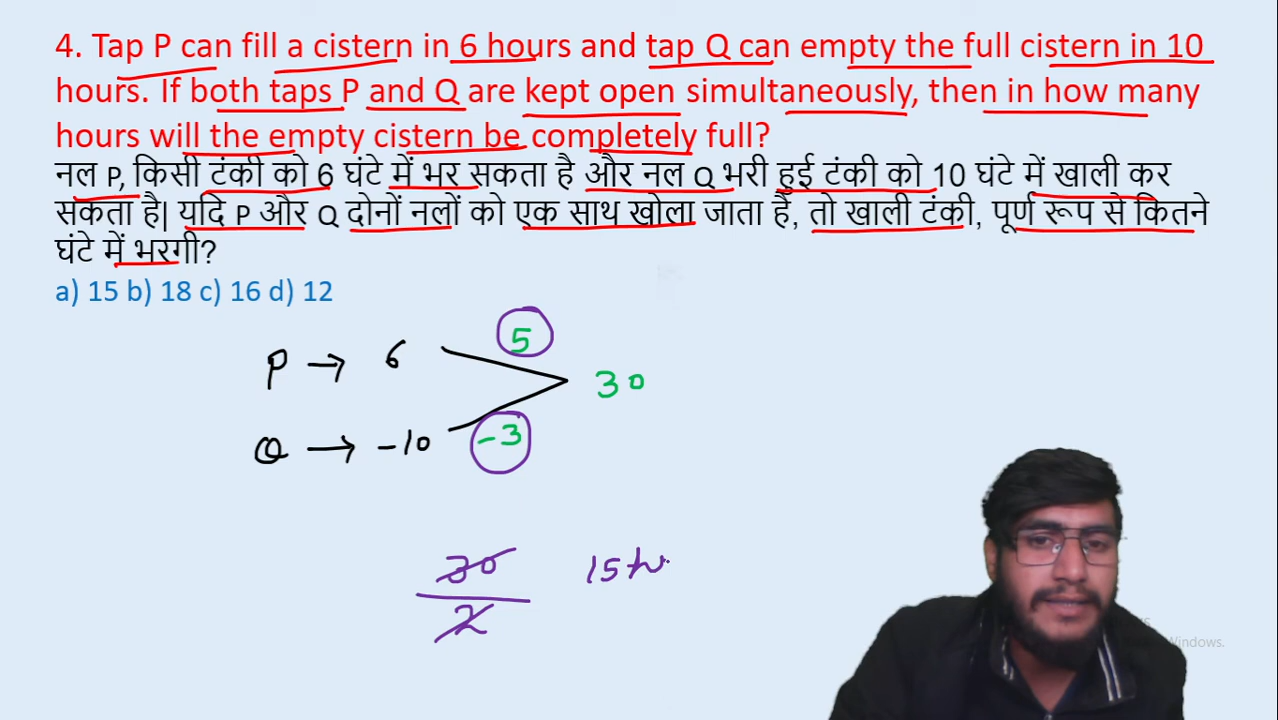 4. Tap P can fill a cistern in 6 hours and tap Q can empty the full cistern in 10
hours. If both taps P and Q are kept open simultaneously, then in how many
hours will the empty cistern be completely full?
नल P, किसी टंकी को 6 घंटे में भर सकता है और नल Q भरी हुई टंकी को 10 घंटे में खाली कर
सकता है| यदि P और Q दोनों नलों को एक साथ खोला जाता है, तो खाली टंकी, पूर्ण रूप से कितने
घंटे में भरगी?
a) 15 b) 18 c) 16 d) 12
5
P → 6
30
Q → -10
-3
30
15 hr
2
Windows.